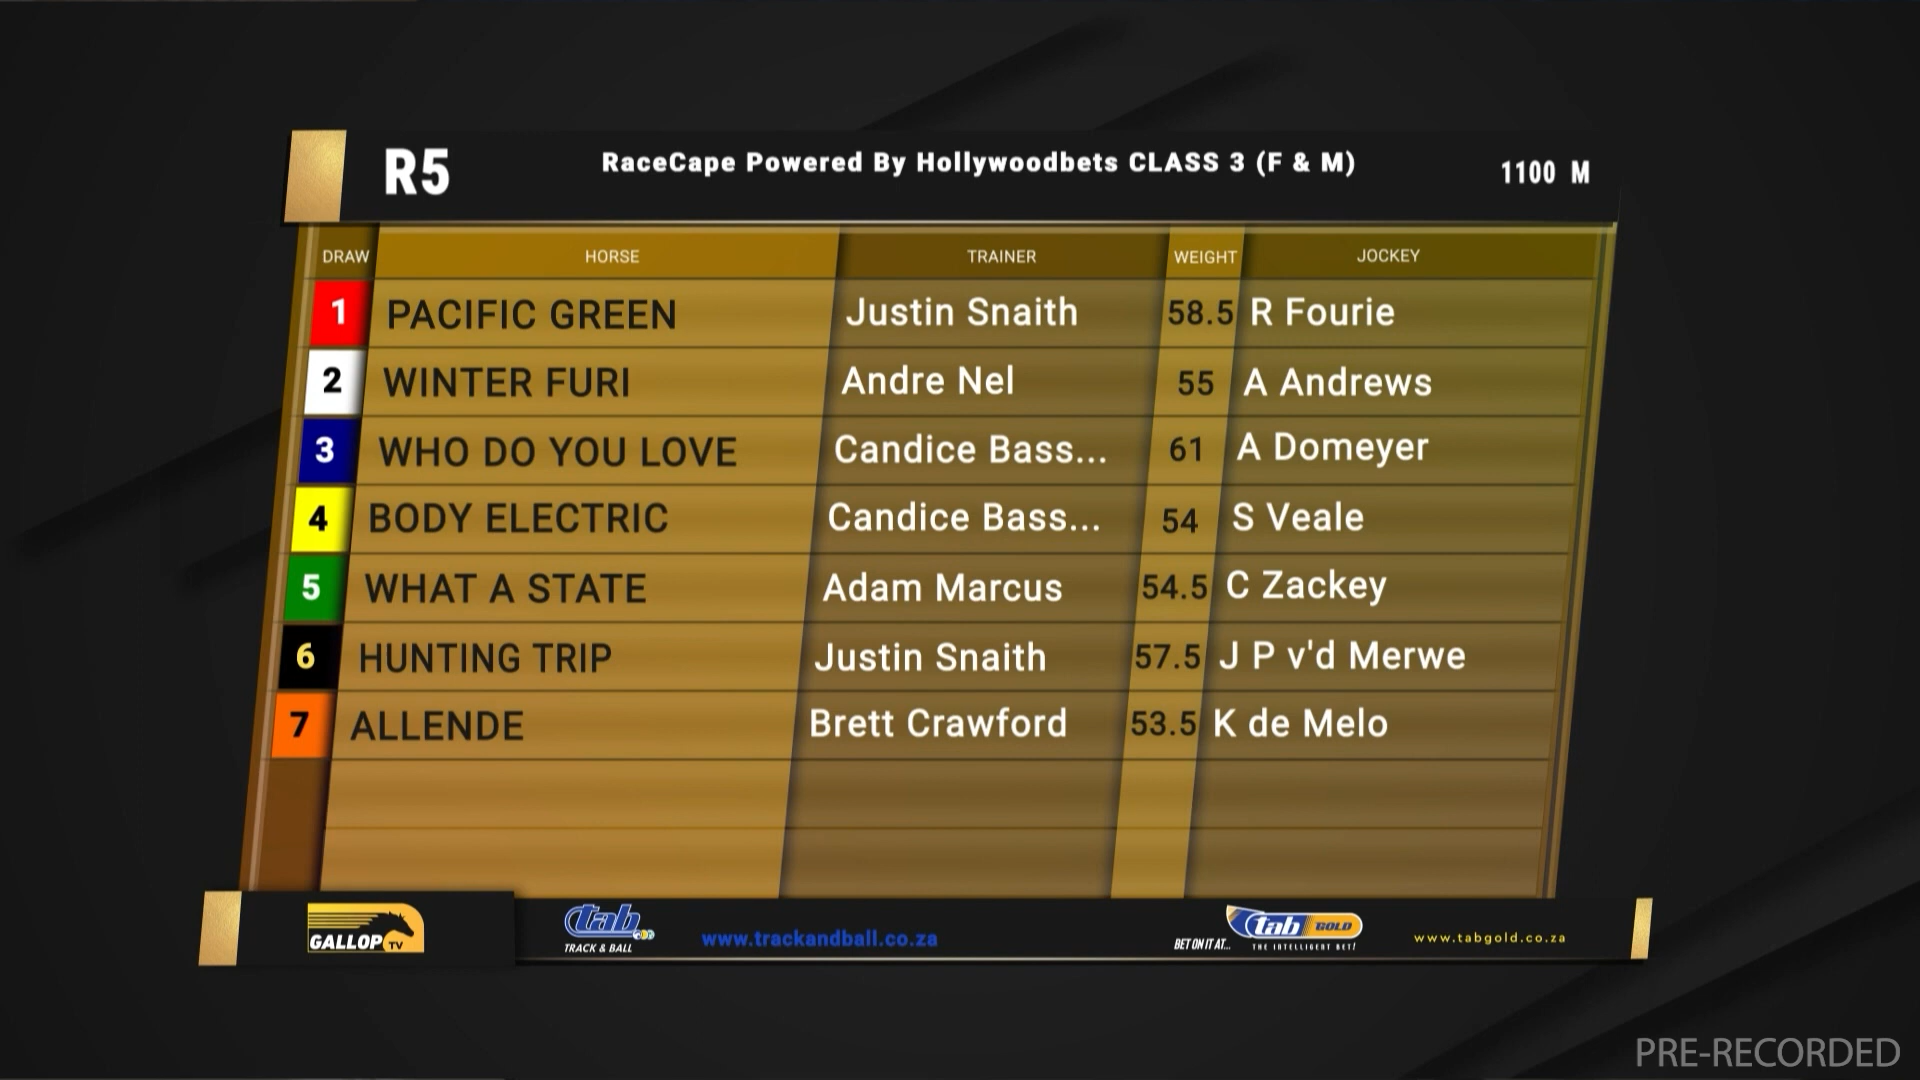 R5 RaceCape Powered By Hollywoodbets CLASS 3 (F & M) 1100 M
DRAW HORSE TRAINER WEIGHT JOCKEY
1 PACIFIC GREEN Justin Snaith 58.5 R Fourie
2 WINTER FURI Andre Nel 55 A Andrews
3 WHO DO YOU LOVE Candice Bass... 61 A Domeyer
4 BODY ELECTRIC Candice Bass... 54 S Veale
5 WHAT A STATE Adam Marcus 54.5 C Zackey
6 HUNTING TRIP Justin Snaith 57.5 J P v'd Merwe
7 ALLENDE Brett Crawford 53.5 K de Melo
GALLOP TV
tab
TRACK & BALL
www.trackandball.co.za
BET ON IT AT...
tab GOLD
THE INTELLIGENT BET!
www.tabgold.co.za
PRE-RECORDED